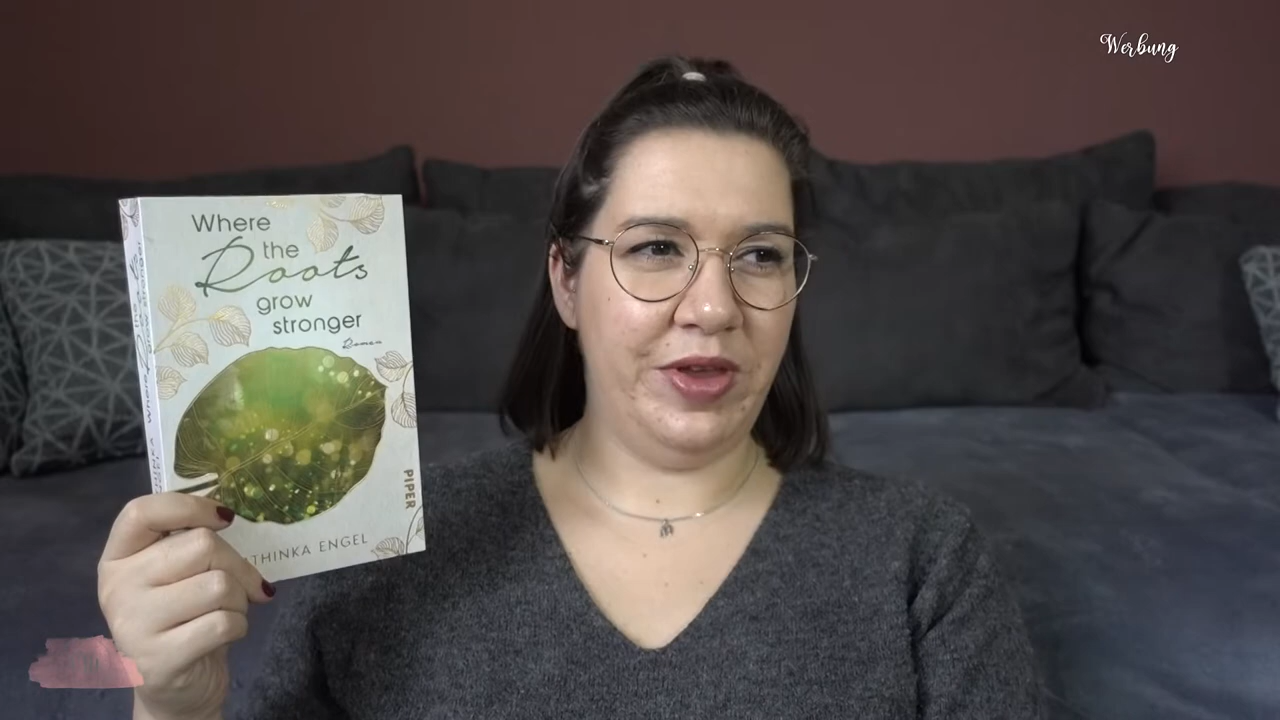 Werbung
Where
the
Roots
grow
stronger
Roman
PIPER
THINKA ENGEL